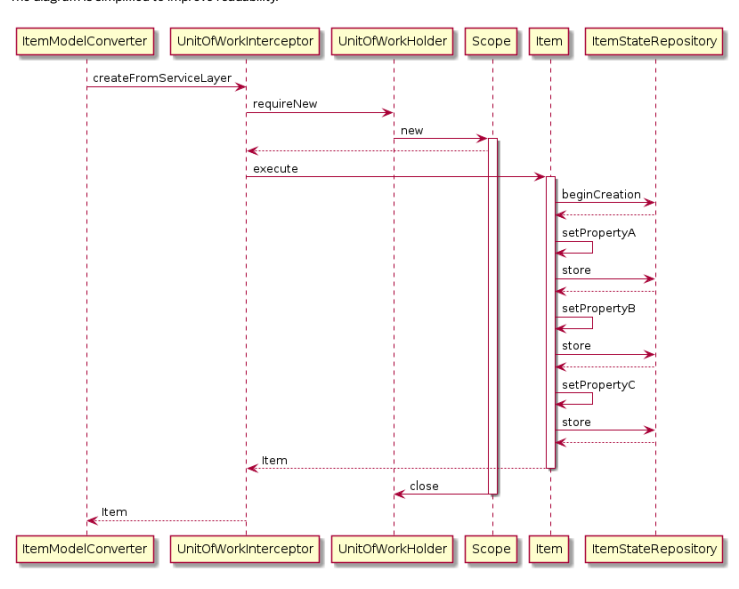 The diagram is simplified to improve readability.
ItemModelConverter UnitOfWorkInterceptor UnitOfWorkHolder Scope Item ItemStateRepository
createFromServiceLayer
requireNew
new
execute
beginCreation
setPropertyA
store
setPropertyB
store
setPropertyC
store
Item
close
Item
ItemModelConverter UnitOfWorkInterceptor UnitOfWorkHolder Scope Item ItemStateRepository